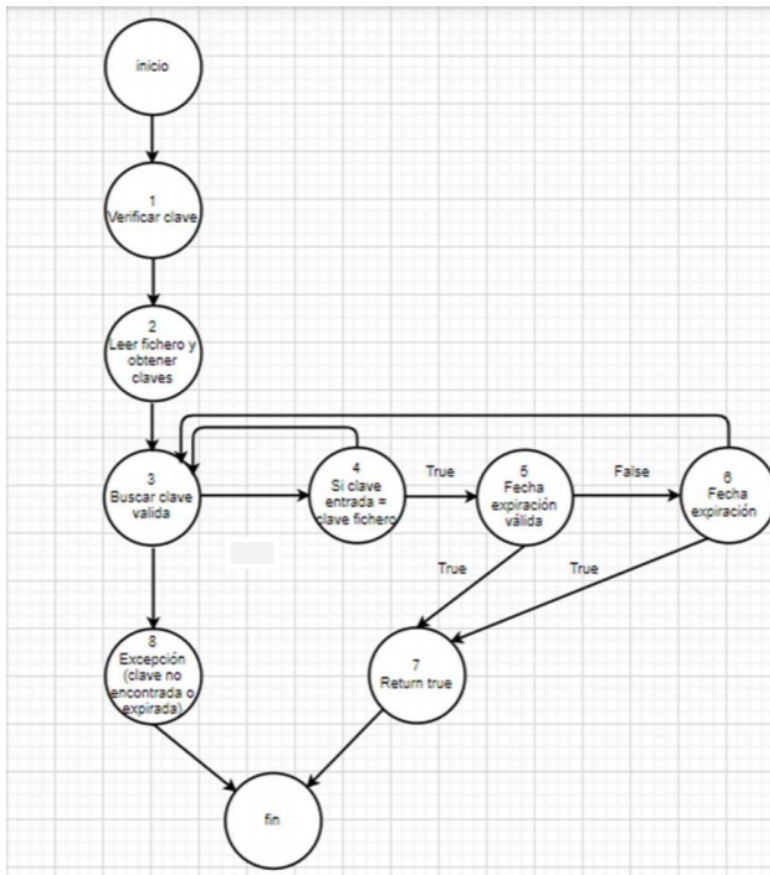 inicio
1
Verificar clave
2
Leer fichero y
obtener
claves
3
Buscar clave
valida
4
Si clave
entrada =
clave fichero
True
5
Fecha
expiración
válida
False
6
Fecha
expiración
True
True
8
Excepción
(clave no
encontrada o
expirada)
7
Return true
fin